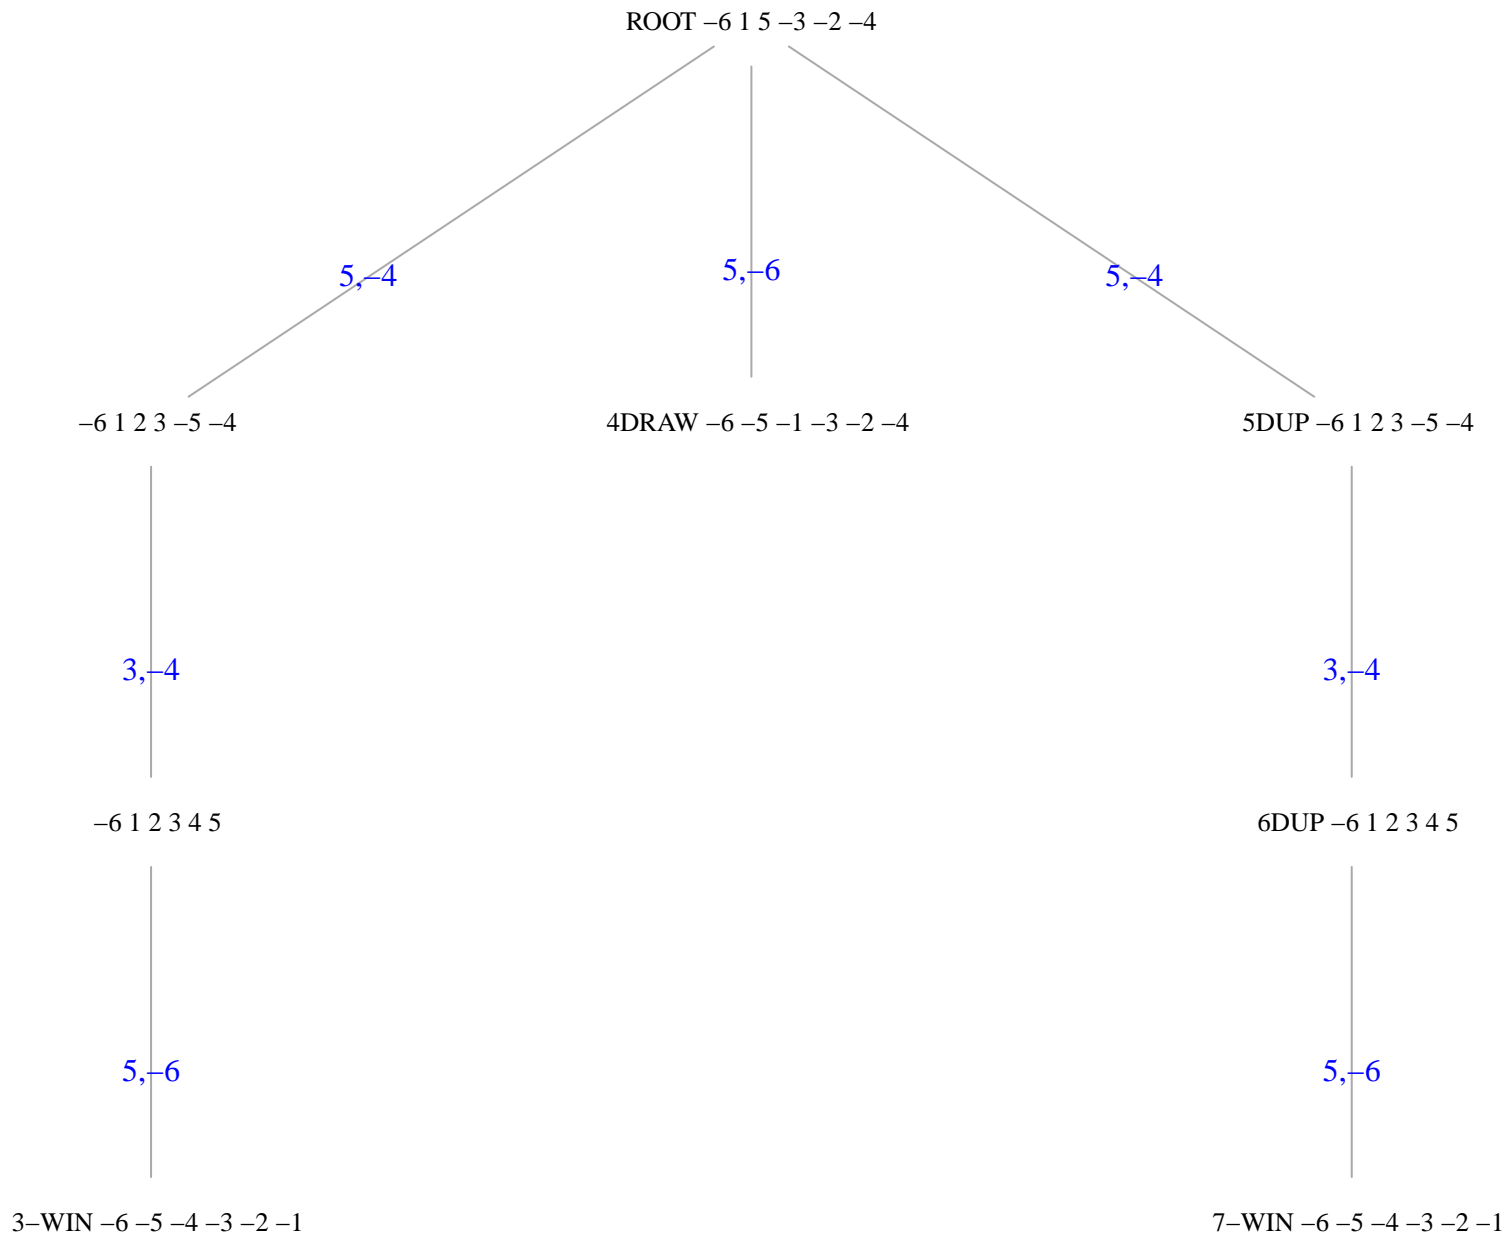 ROOT –6 1 5 –3 –2 –4
5,–4
5,–6
5,–4
–6 1 2 3 –5 –4
4DRAW –6 –5 –1 –3 –2 –4
5DUP –6 1 2 3 –5 –4
3,–4
3,–4
–6 1 2 3 4 5
6DUP –6 1 2 3 4 5
5,–6
5,–6
3–WIN –6 –5 –4 –3 –2 –1
7–WIN –6 –5 –4 –3 –2 –1